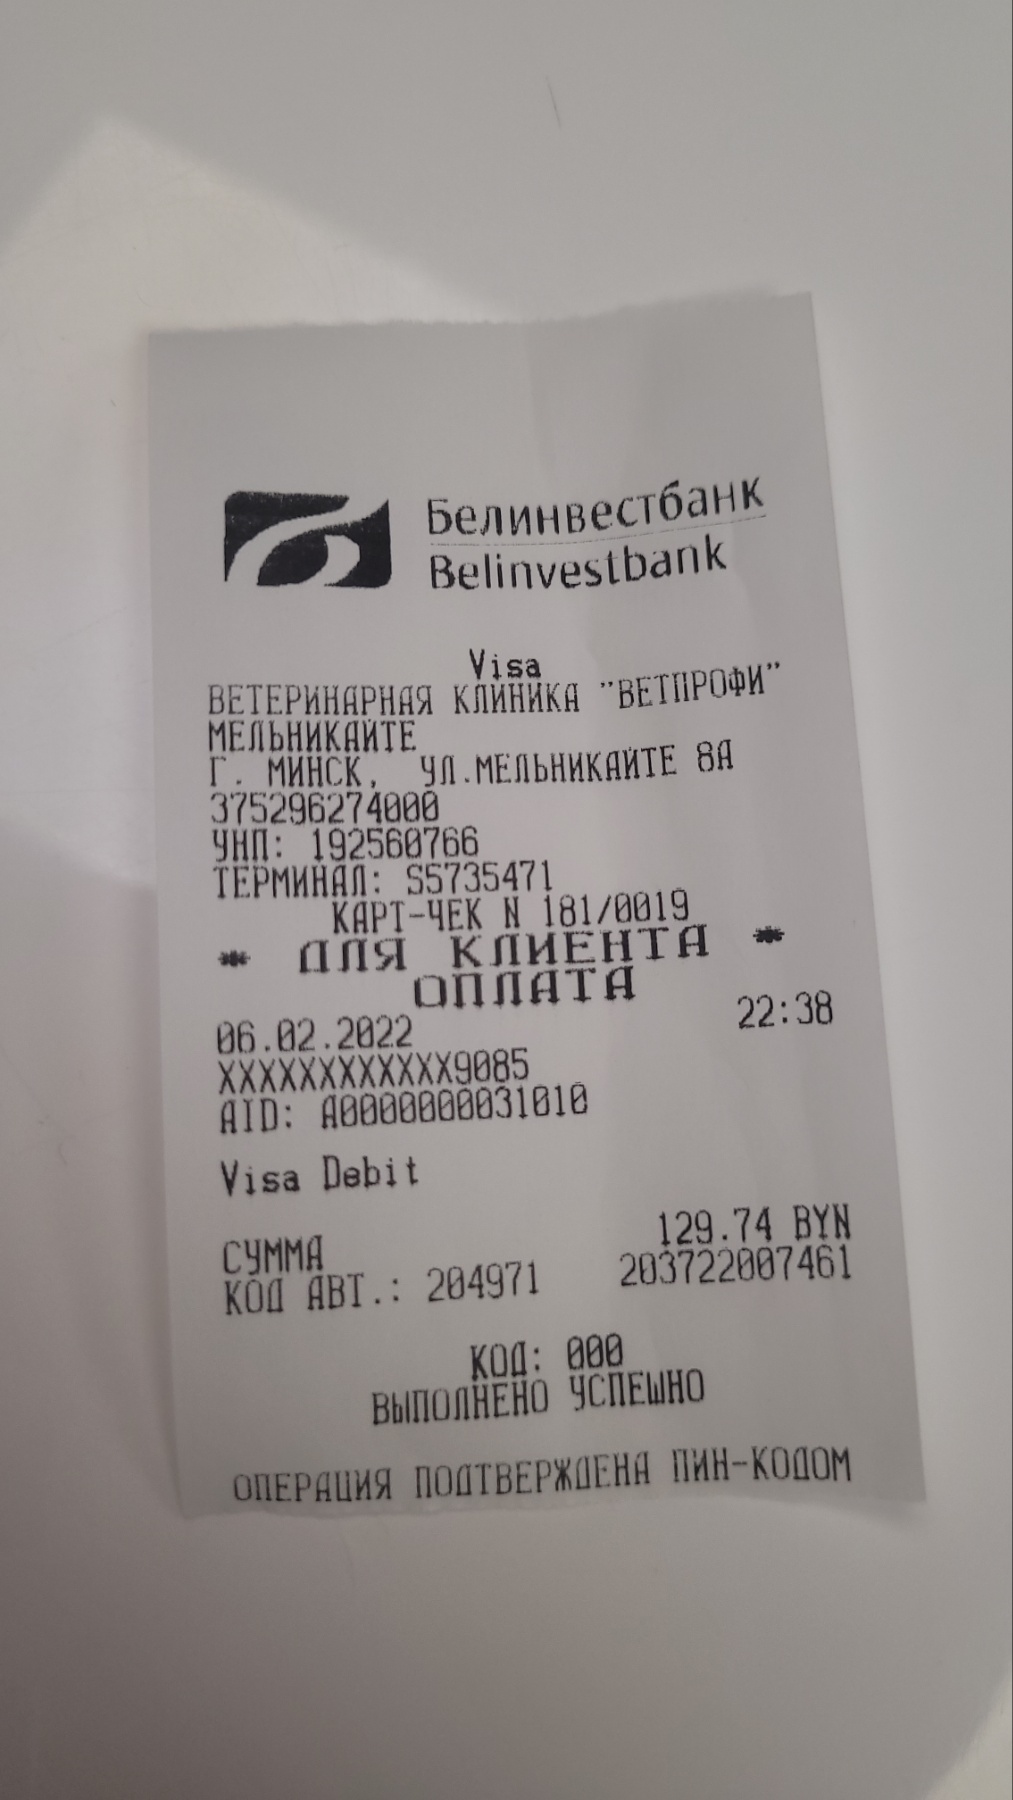 Белинвестбанк
Belinvestbank
Visa
ВЕТЕРИНАРНАЯ КЛИНИКА "ВЕТПРОФИ"
МЕЛЬНИКАЙТЕ
Г. МИНСК, УЛ.МЕЛЬНИКАЙТЕ 8А
375296274000
УНП: 192560766
ТЕРМИНАЛ: S5735471
КАРТ-ЧЕК N 181/0019
* ДЛЯ КЛИЕНТА *
ОПЛАТА
06.02.2022 22:38
XXXXXXXXXXXX9085
AID: A0000000031010
Visa Debit
СУММА 129.74 BYN
КОД АВТ.: 204971 203722007461
КОД: 000
ВЫПОЛНЕНО УСПЕШНО
ОПЕРАЦИЯ ПОДТВЕРЖДЕНА ПИН-КОДОМ